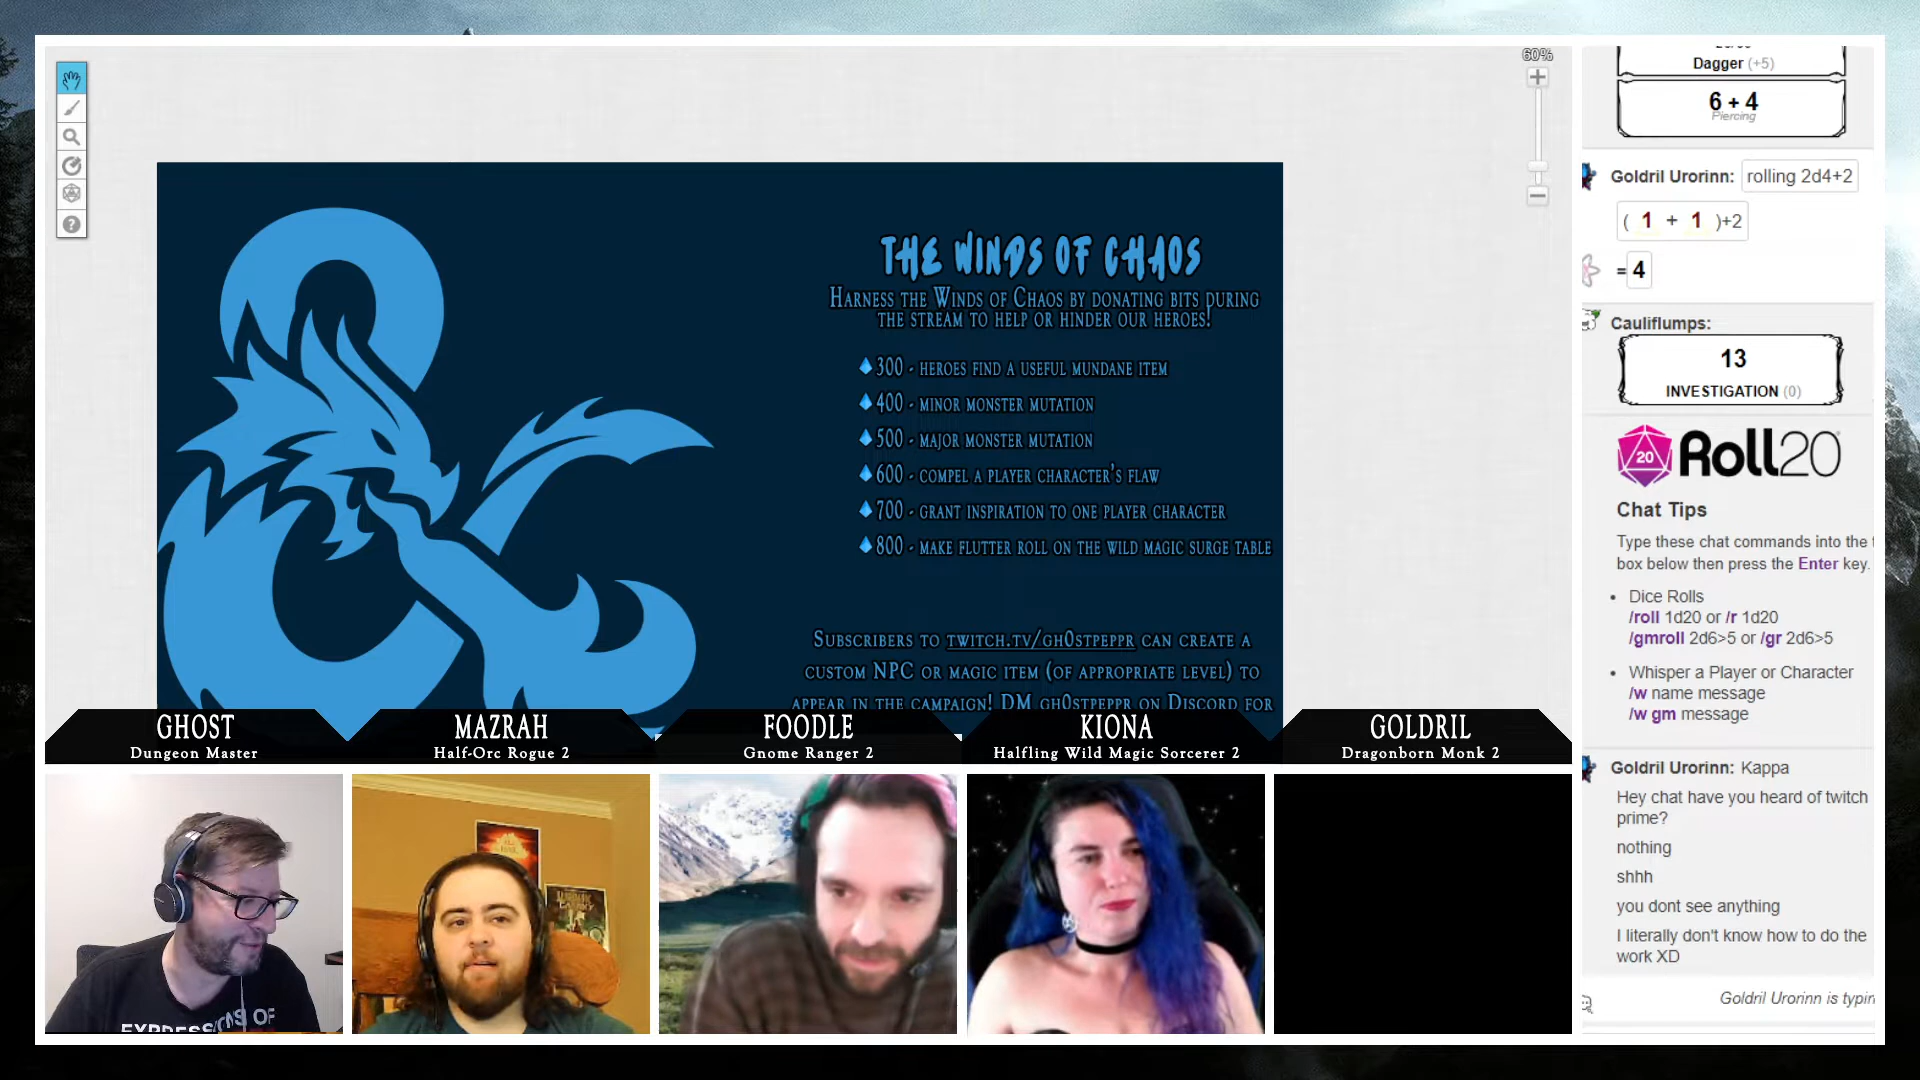 60%
THE WINDS OF CHAOS
HARNESS THE WINDS OF CHAOS BY DONATING BITS DURING
THE STREAM TO HELP OR HINDER OUR HEROES!
300 - HEROES FIND A USEFUL MUNDANE ITEM
400 - MINOR MONSTER MUTATION
500 - MAJOR MONSTER MUTATION
600 - COMPEL A PLAYER CHARACTER'S FLAW
700 - GRANT INSPIRATION TO ONE PLAYER CHARACTER
800 - MAKE FLUTTER ROLL ON THE WILD MAGIC SURGE TABLE
SUBSCRIBERS TO TWITCH.TV/GH0STPEPPR CAN CREATE A
CUSTOM NPC OR MAGIC ITEM (OF APPROPRIATE LEVEL) TO
APPEAR IN THE CAMPAIGN! DM GH0STPEPPR ON DISCORD FOR
GHOST
Dungeon Master
MAZRAH
Half-Orc Rogue 2
FOODLE
Gnome Ranger 2
KIONA
Halfling Wild Magic Sorcerer 2
GOLDRIL
Dragonborn Monk 2
Dagger (+5)
6 + 4
Piercing
Goldril Urorinn: rolling 2d4+2
( 1 + 1 )+2
= 4
Cauliflumps:
13
INVESTIGATION (0)
20 Roll20
Chat Tips
Type these chat commands into the
box below then press the Enter key.
• Dice Rolls
/roll 1d20 or /r 1d20
/gmroll 2d6>5 or /gr 2d6>5
• Whisper a Player or Character
/w name message
/w gm message
Goldril Urorinn: Kappa
Hey chat have you heard of twitch
prime?
nothing
shhh
you dont see anything
I literally don't know how to do the
work XD
Goldril Urorinn is typin